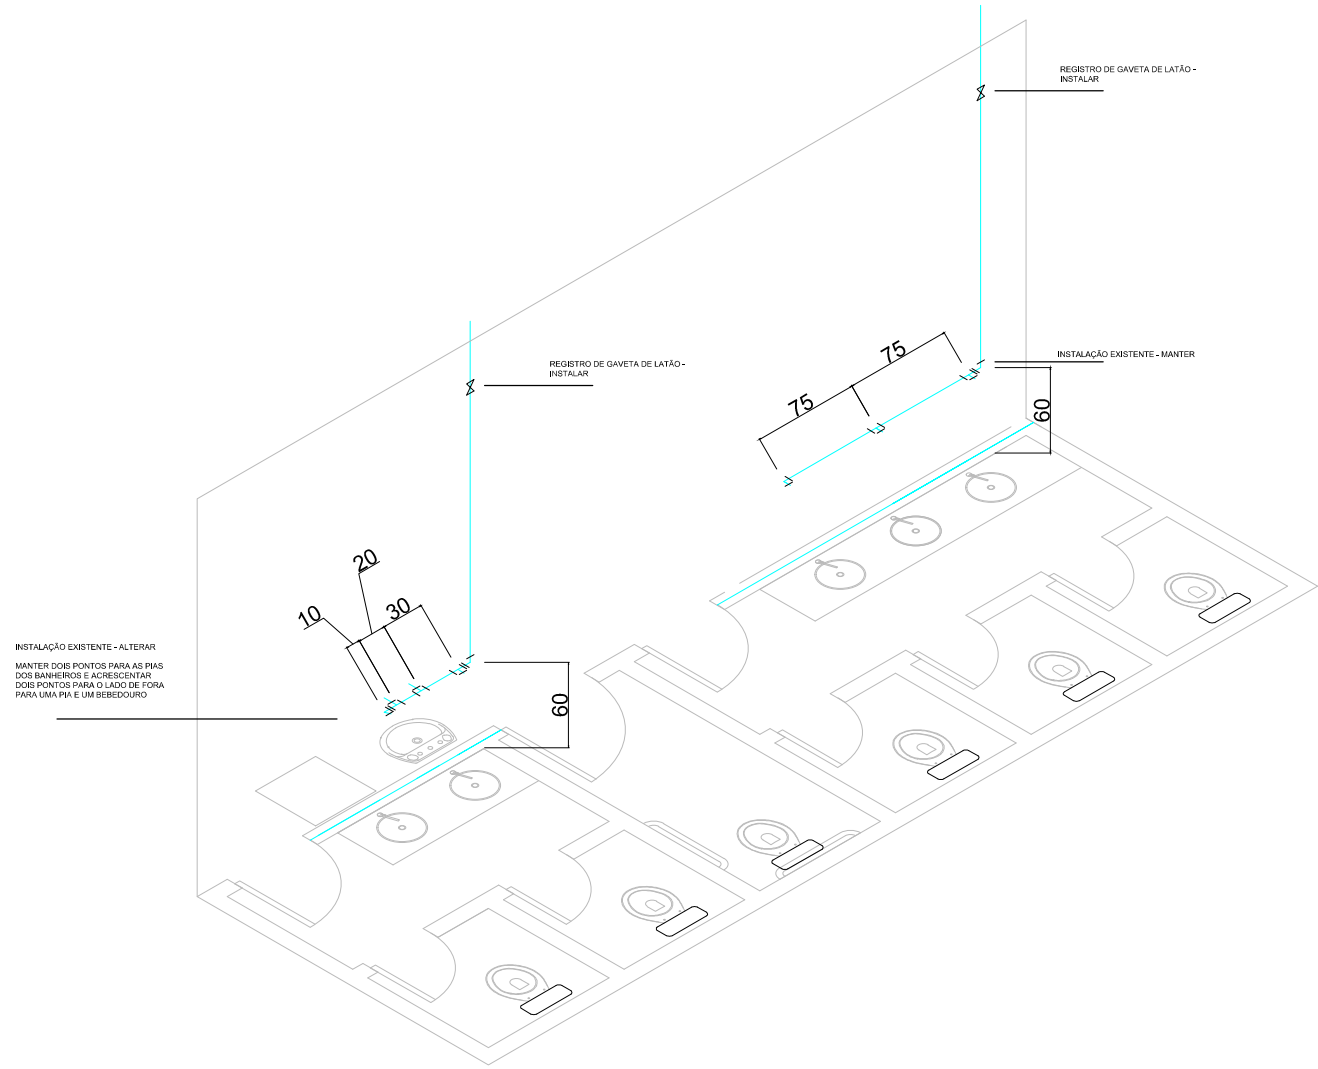 REGISTRO DE GAVETA DE LATÃO -
INSTALAR
75
75
INSTALAÇÃO EXISTENTE - MANTER
REGISTRO DE GAVETA DE LATÃO -
INSTALAR
60
20
10
30
INSTALAÇÃO EXISTENTE - ALTERAR
MANTER DOIS PONTOS PARA AS PIAS
DOS BANHEIROS E ACRESCENTAR
DOIS PONTOS PARA O LADO DE FORA
PARA UMA PIA E UM BEBEDOURO
60